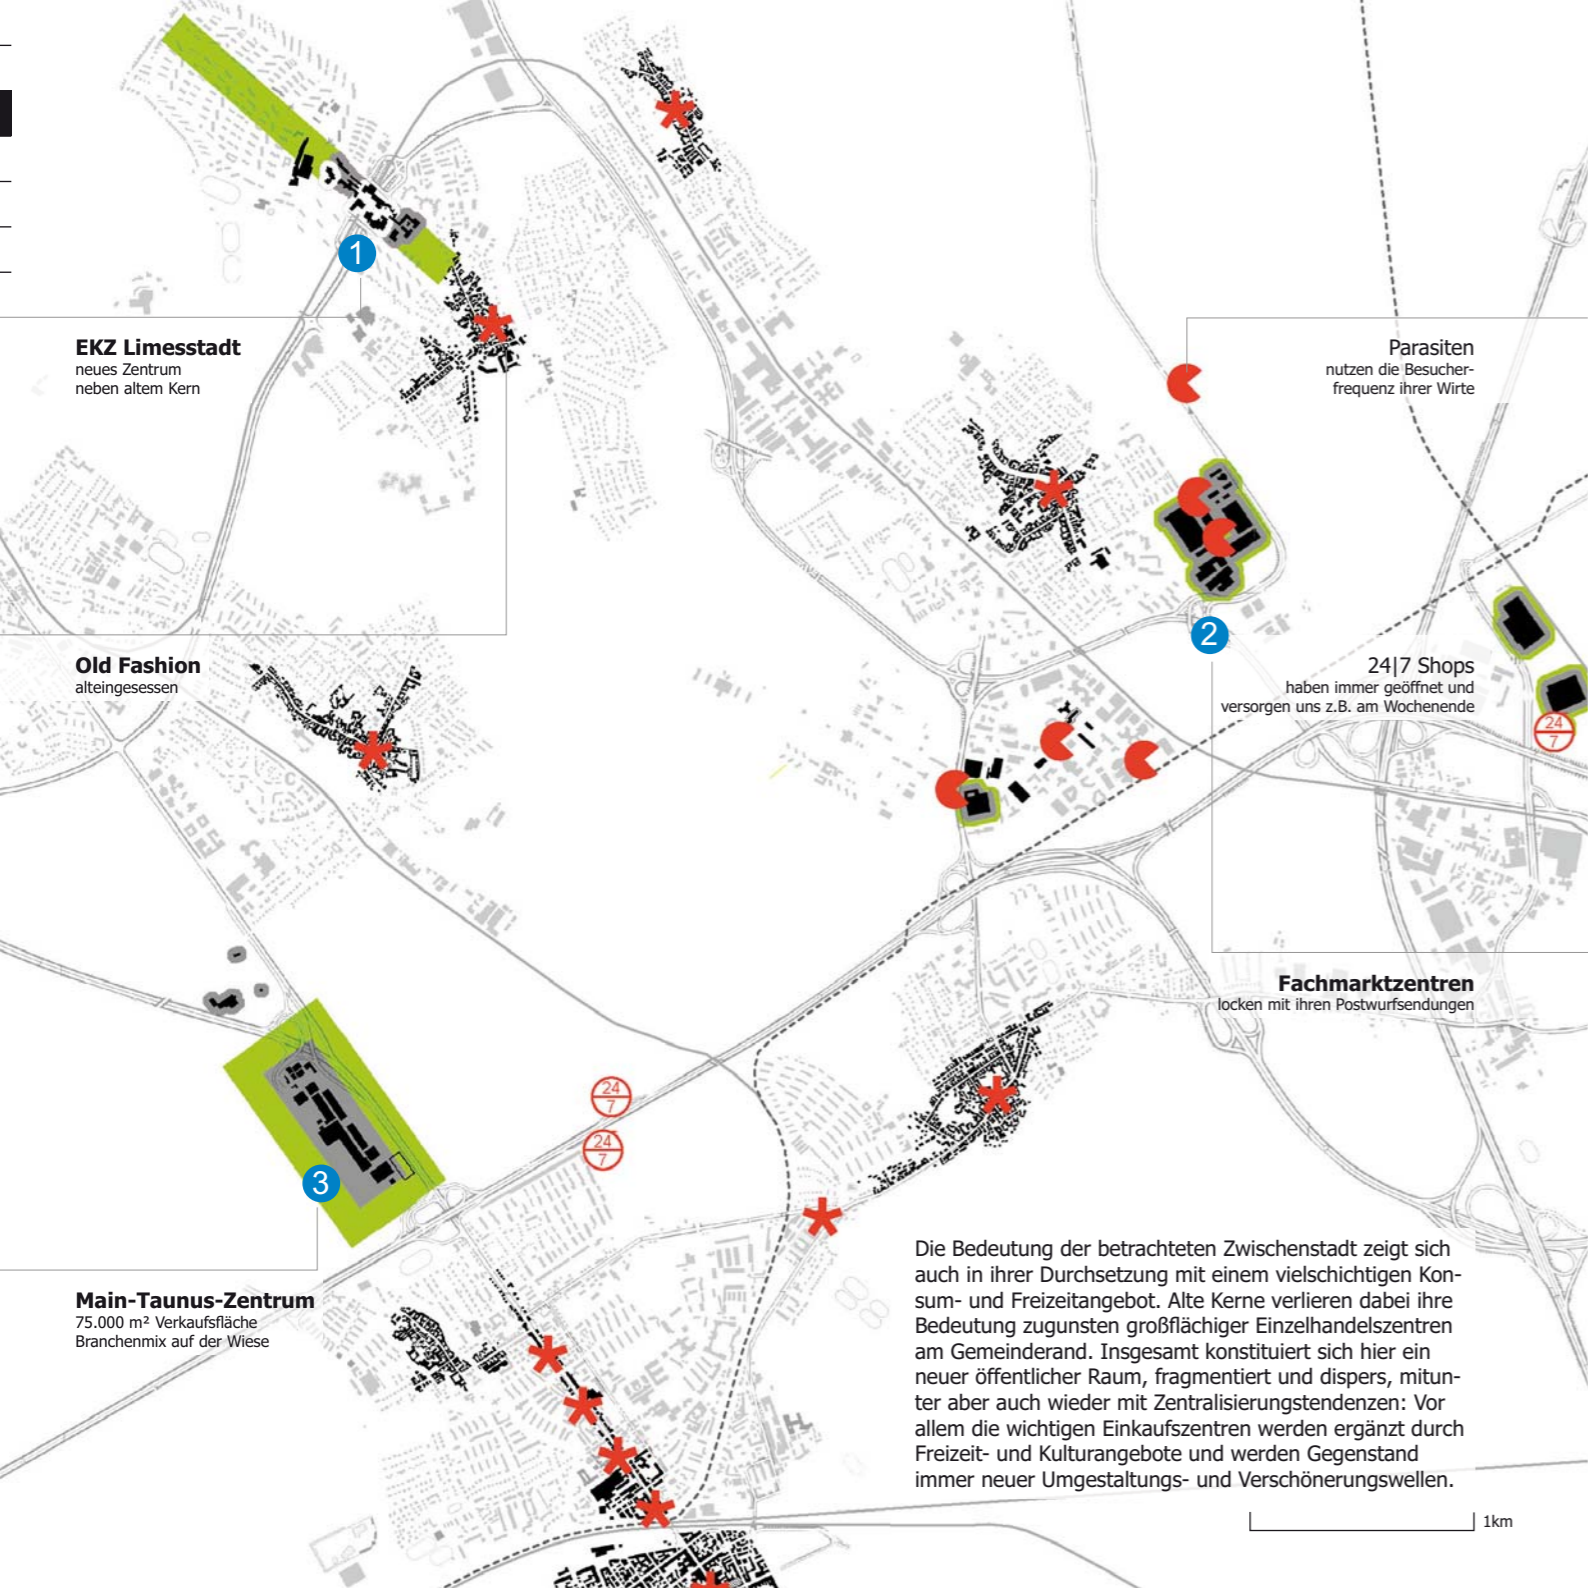 1
EKZ Limesstadt
neues Zentrum
neben altem Kern
Parasiten
nutzen die Besucher-
frequenz ihrer Wirte
2
Old Fashion
alteingesessen
24|7 Shops
haben immer geöffnet und
versorgen uns z.B. am Wochenende
24
7
Fachmarktzentren
locken mit ihren Postwurfsendungen
24
7
24
7
3
Main-Taunus-Zentrum
75.000 m² Verkaufsfläche
Branchenmix auf der Wiese
Die Bedeutung der betrachteten Zwischenstadt zeigt sich
auch in ihrer Durchsetzung mit einem vielschichtigen Kon-
sum- und Freizeitangebot. Alte Kerne verlieren dabei ihre
Bedeutung zugunsten großflächiger Einzelhandelszentren
am Gemeinderand. Insgesamt konstituiert sich hier ein
neuer öffentlicher Raum, fragmentiert und dispers, mitun-
ter aber auch wieder mit Zentralisierungstendenzen: Vor
allem die wichtigen Einkaufszentren werden ergänzt durch
Freizeit- und Kulturangebote und werden Gegenstand
immer neuer Umgestaltungs- und Verschönerungswellen.
1km